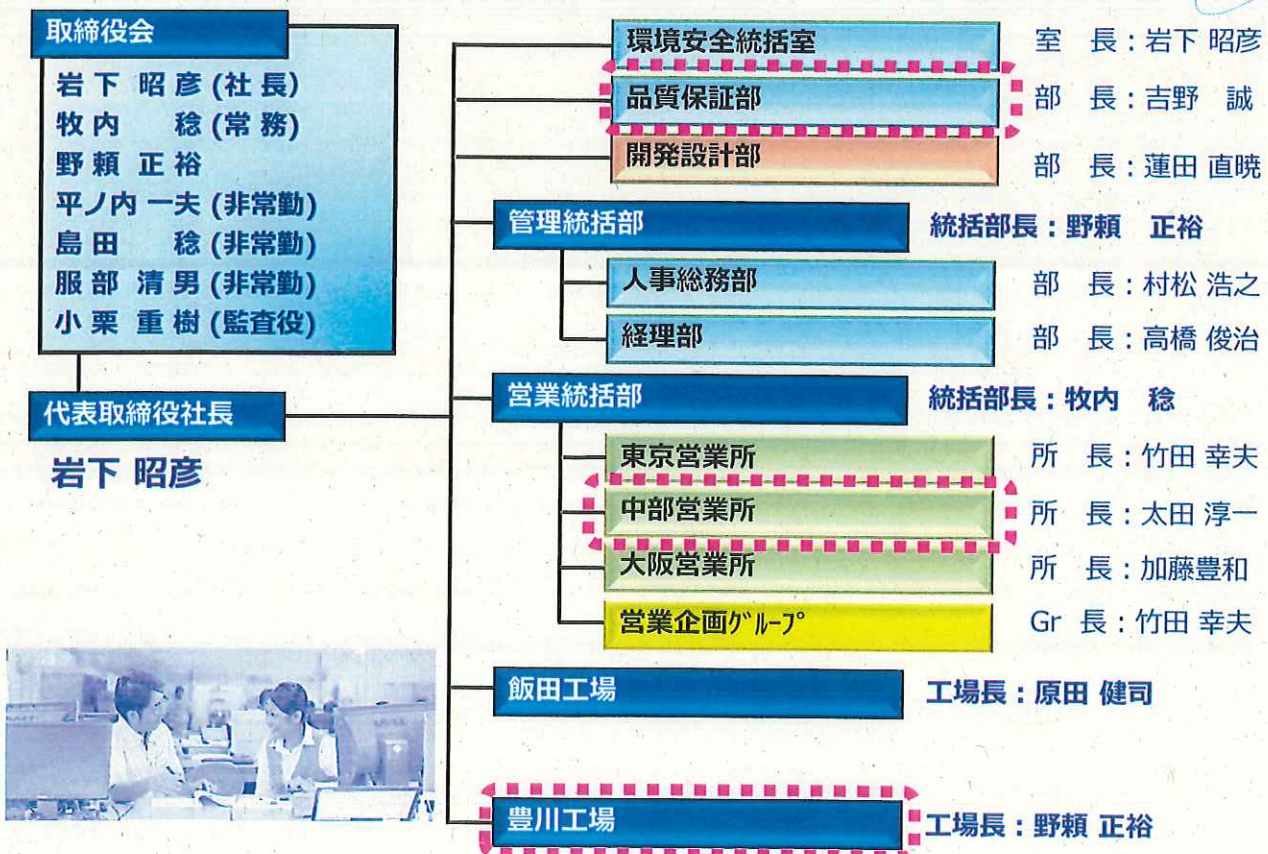 取締役会
岩下 昭彦 (社長)
牧内 稔 (常務)
野頼 正裕
平ノ内 一夫 (非常勤)
島田 稔 (非常勤)
服部 清男 (非常勤)
小栗 重樹 (監査役)
代表取締役社長
岩下 昭彦
環境安全統括室 室 長：岩下 昭彦
品質保証部 部 長：吉野 誠
開発設計部 部 長：蓮田 直暁
管理統括部 統括部長：野頼 正裕
人事総務部 部 長：村松 浩之
経理部 部 長：高橋 俊治
営業統括部 統括部長：牧内 稔
東京営業所 所 長：竹田 幸夫
中部営業所 所 長：太田 淳一
大阪営業所 所 長：加藤豊和
営業企画ｸﾞﾙｰﾌﾟ Gr 長：竹田 幸夫
飯田工場 工場長：原田 健司
豊川工場 工場長：野頼 正裕